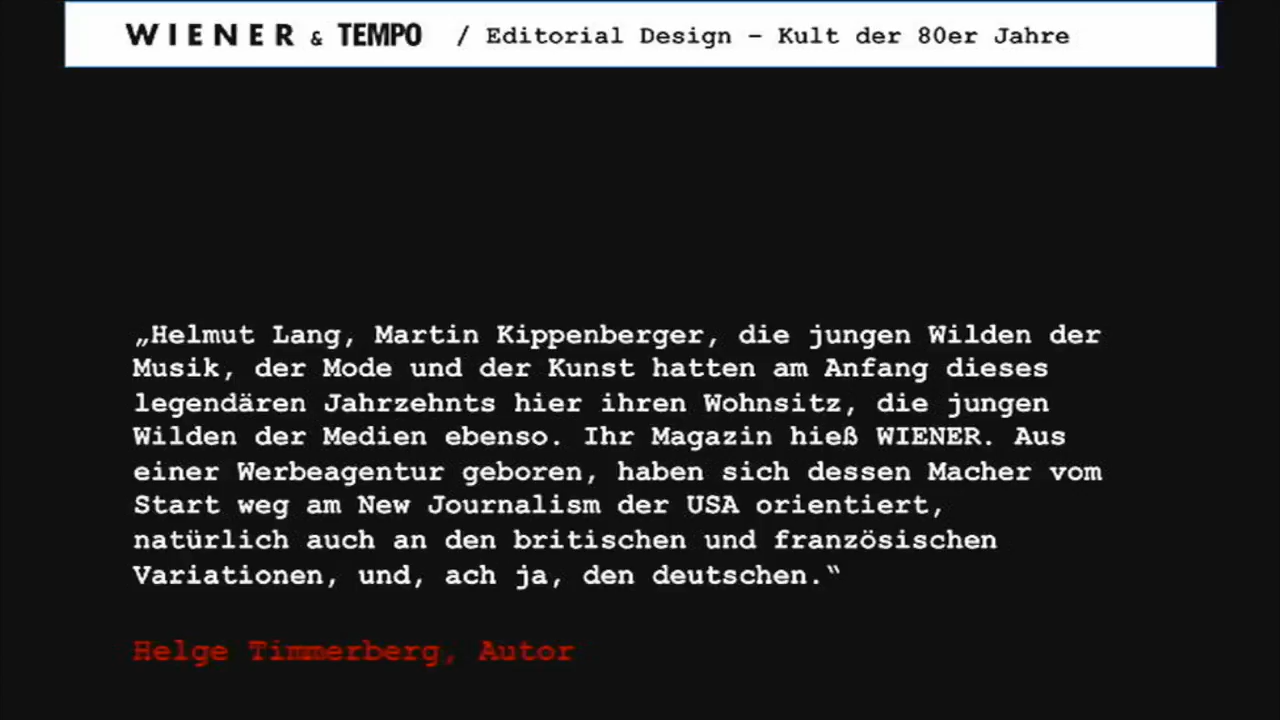 WIENER & TEMPO / Editorial Design – Kult der 80er Jahre
„Helmut Lang, Martin Kippenberger, die jungen Wilden der
Musik, der Mode und der Kunst hatten am Anfang dieses
legendären Jahrzehnts hier ihren Wohnsitz, die jungen
Wilden der Medien ebenso. Ihr Magazin hieß WIENER. Aus
einer Werbeagentur geboren, haben sich dessen Macher vom
Start weg am New Journalism der USA orientiert,
natürlich auch an den britischen und französischen
Variationen, und, ach ja, den deutschen.“
Helge Timmerberg, Autor